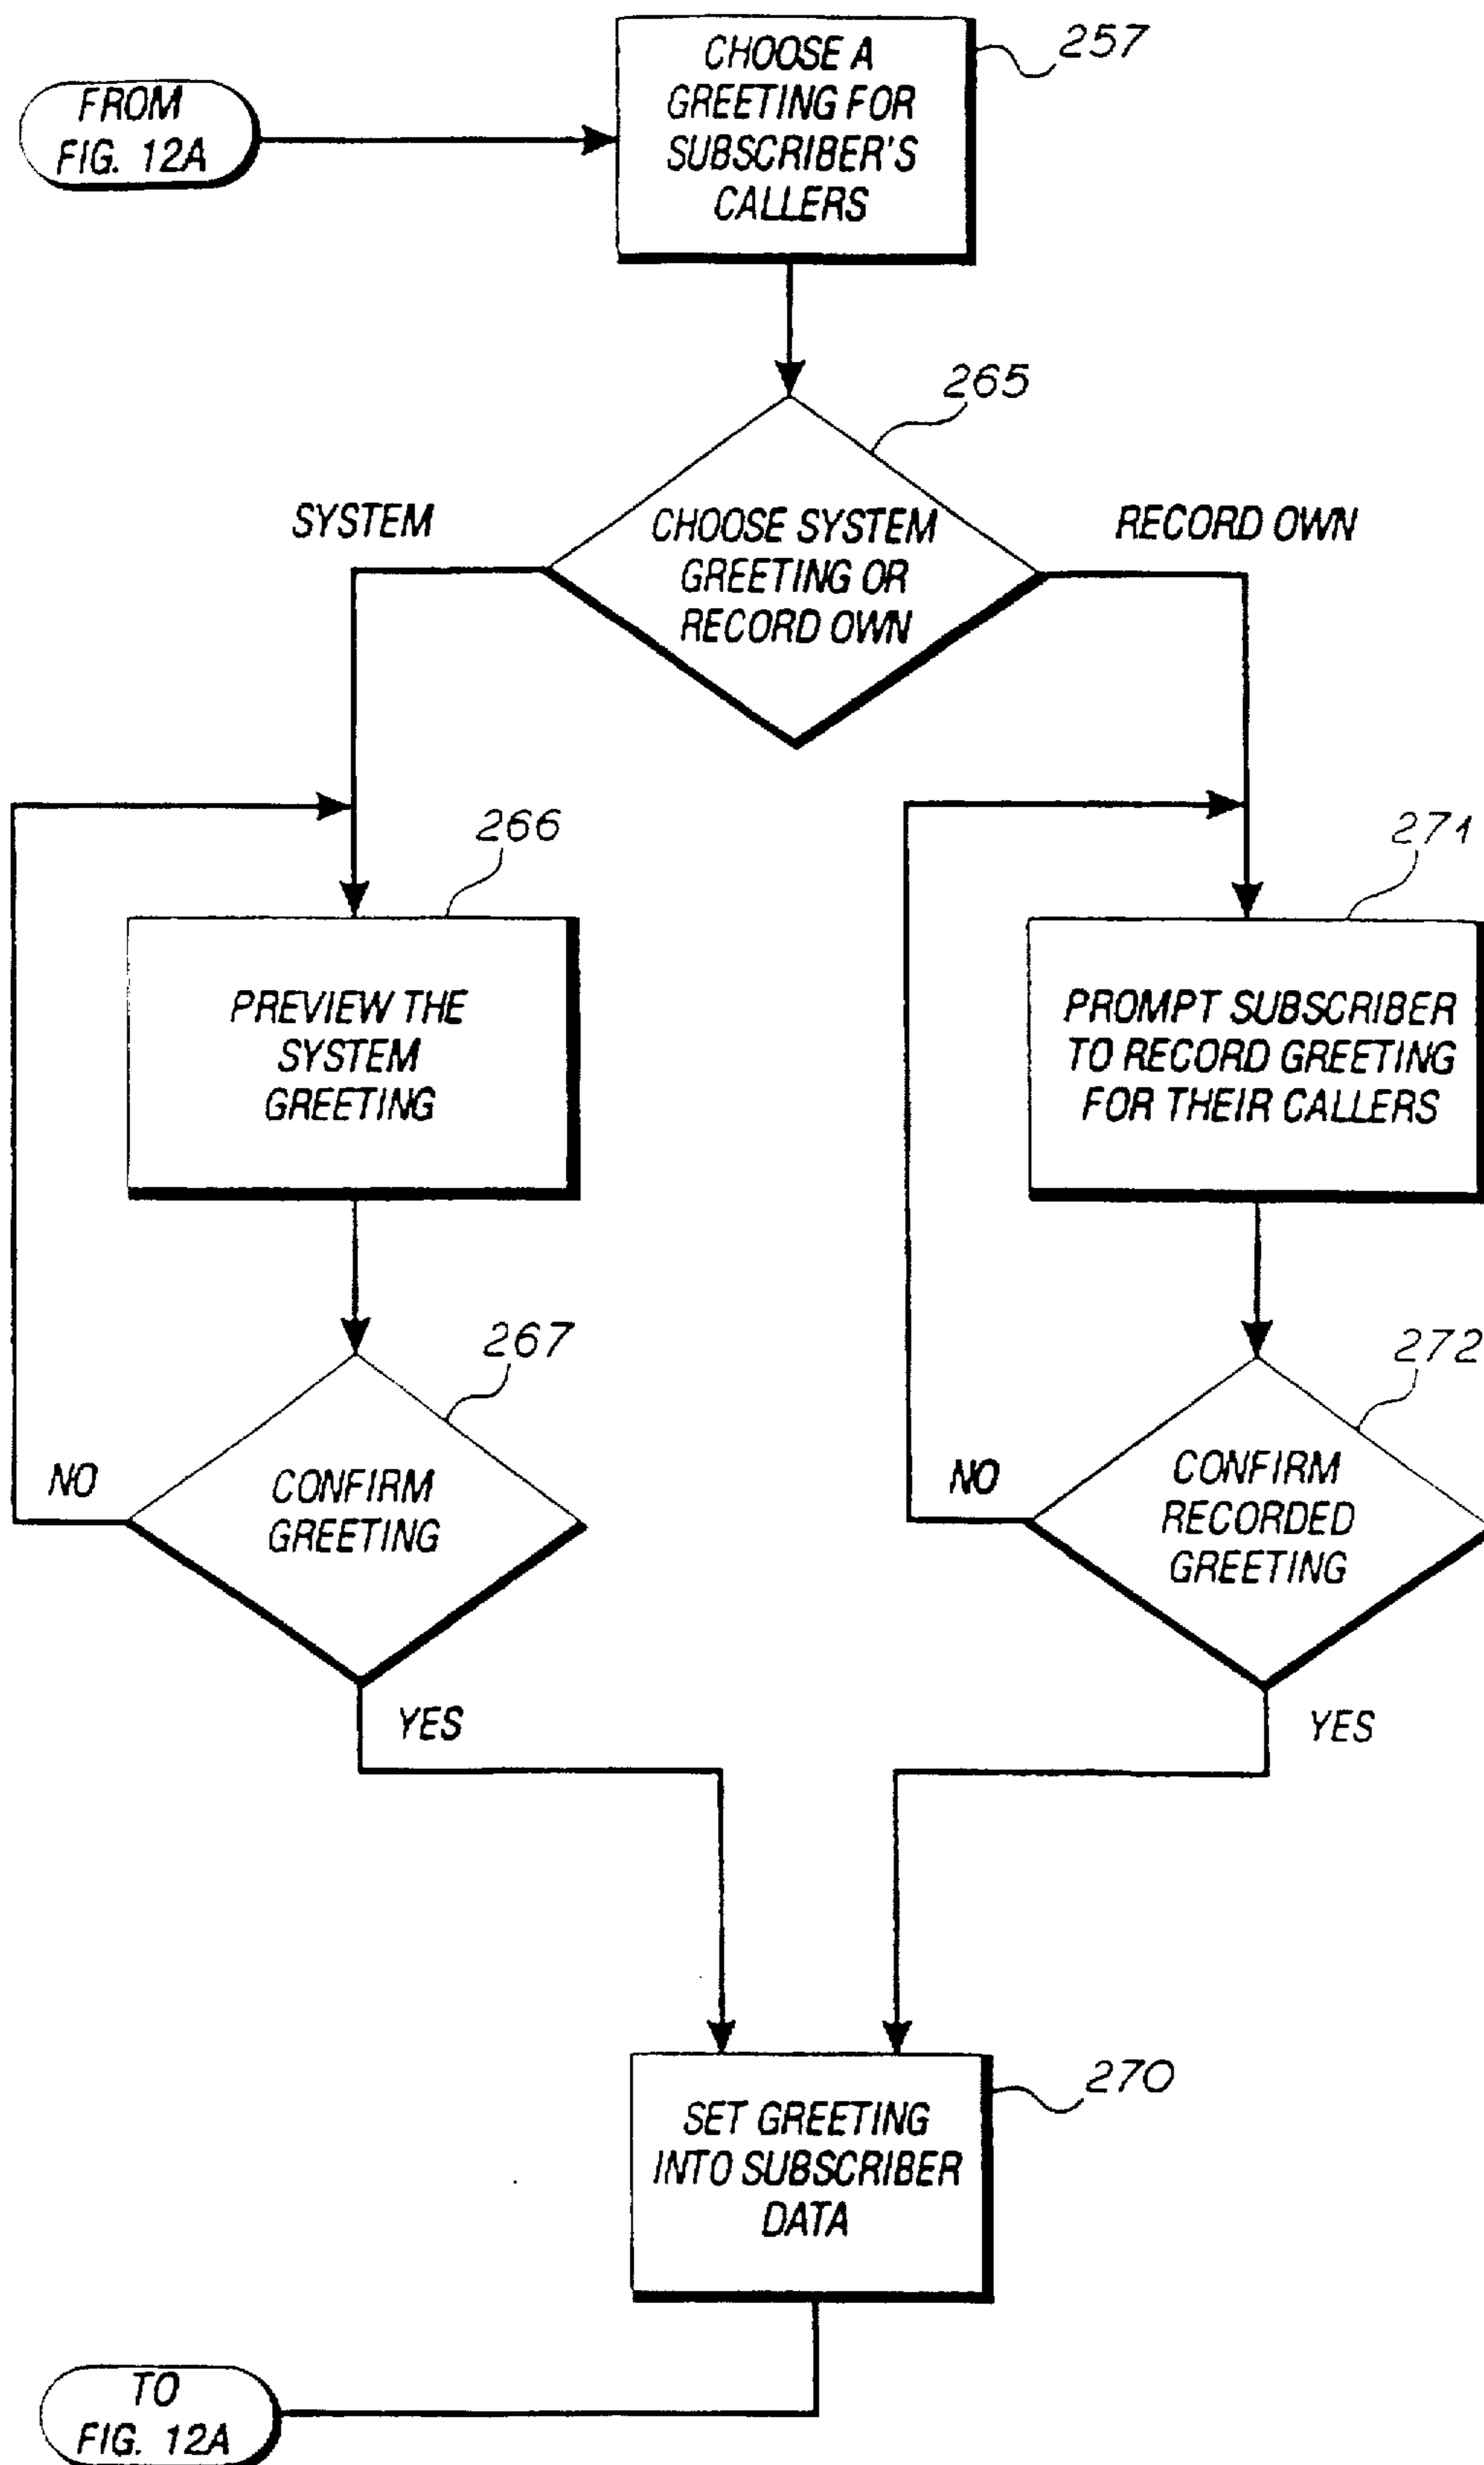 257
CHOOSE A
GREETING FOR
SUBSCRIBER'S
CALLERS
FROM
FIG. 12A
265
SYSTEM
CHOOSE SYSTEM
GREETING OR
RECORD OWN
RECORD OWN
266
PREVIEW THE
SYSTEM
GREETING
271
PROMPT SUBSCRIBER
TO RECORD GREETING
FOR THEIR CALLERS
267
NO
CONFIRM
GREETING
YES
272
NO
CONFIRM
RECORDED
GREETING
YES
270
SET GREETING
INTO SUBSCRIBER
DATA
TO
FIG. 12A